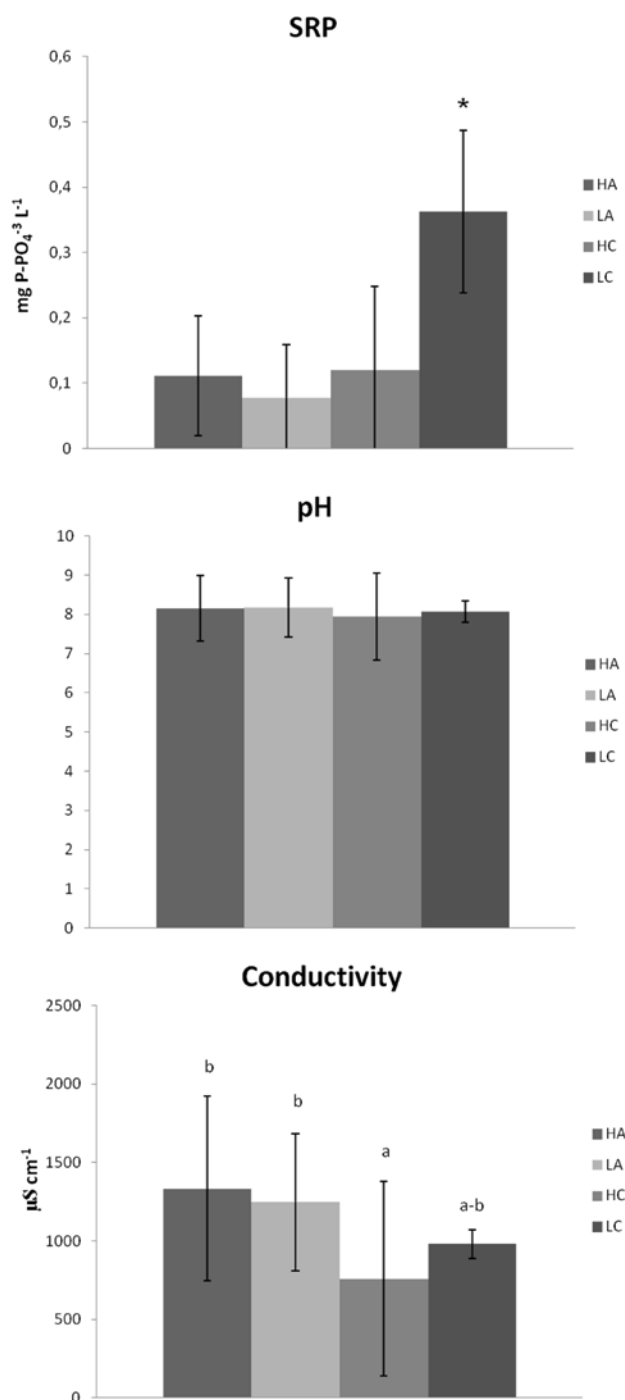 SRP
0,6
0,5
0,4
0,3
0,2
0,1
0
mg P-PO₄⁻³ L⁻¹
*
HA
LA
HC
LC
pH
10
9
8
7
6
5
4
3
2
1
0
HA
LA
HC
LC
Conductivity
2500
2000
1500
1000
500
0
µS cm⁻¹
b
b
a
a-b
HA
LA
HC
LC